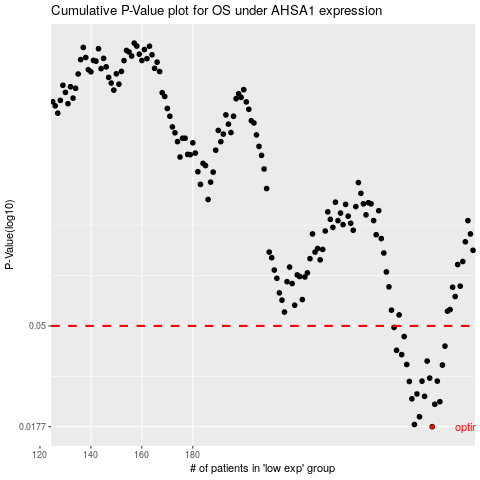 Cumulative P-Value plot for OS under AHSA1 expression
P-Value(log10)
0.05
0.0177
optir
120 140 160 180
# of patients in 'low exp' group